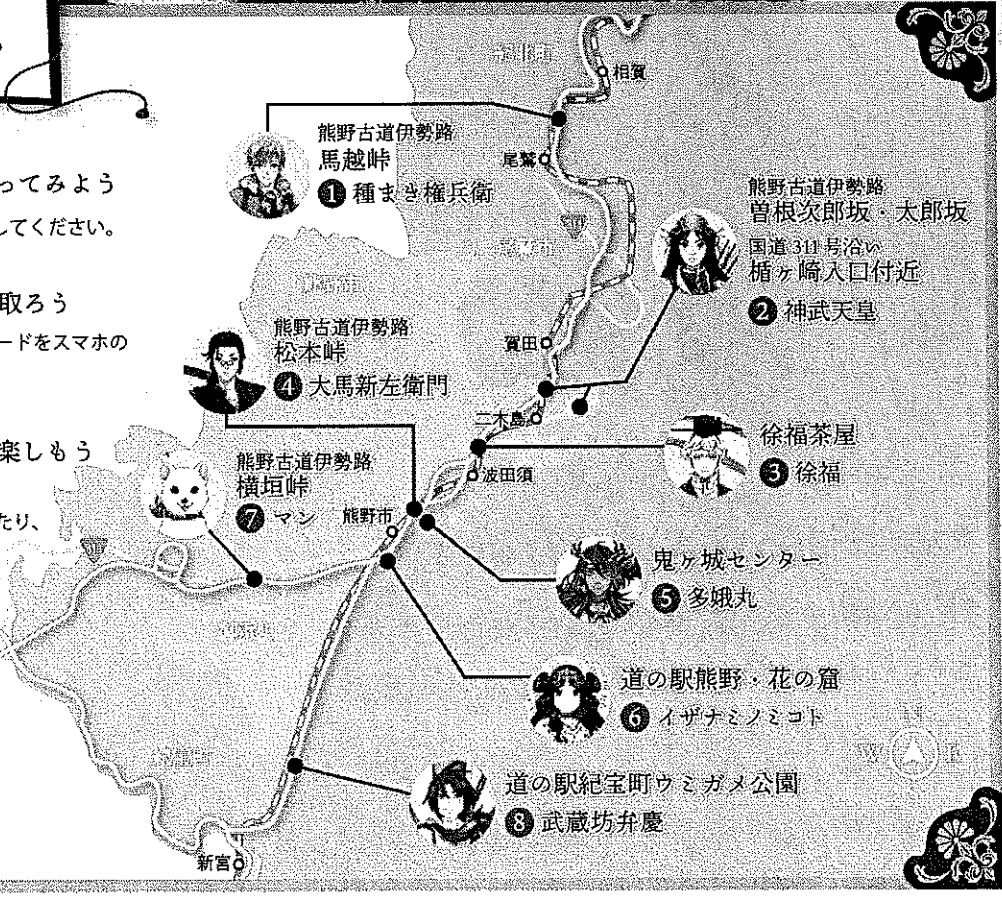 ってみよう
してください。
取ろう
ードをスマホの
楽しもう
たり、
相賀
熊野古道伊勢路
馬越峠
❶ 種まき権兵衛
尾鷲
熊野古道伊勢路
曽根次郎坂・太郎坂
国道311号沿い
楯ヶ崎入口付近
❷ 神武天皇
熊野古道伊勢路
松本峠
❹ 大馬新左衛門
賀田
二木島
徐福茶屋
❸ 徐福
波田須
熊野古道伊勢路
横垣峠
❼ マン
熊野市
鬼ヶ城センター
❺ 多娥丸
道の駅熊野・花の窟
❻ イザナミノミコト
道の駅紀宝町ウミガメ公園
❽ 武蔵坊弁慶
新宮